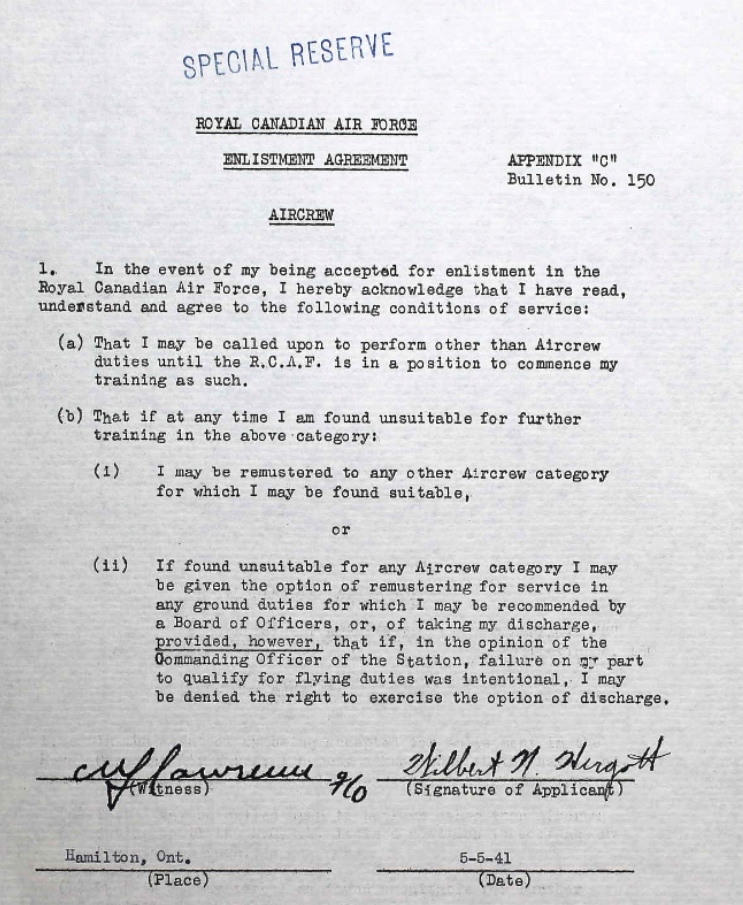 SPECIAL RESERVE
ROYAL CANADIAN AIR FORCE
ENLISTMENT AGREEMENT
APPENDIX "C"
Bulletin No. 150
AIRCREW
1. In the event of my being accepted for enlistment in the
Royal Canadian Air Force, I hereby acknowledge that I have read,
understand and agree to the following conditions of service:
(a) That I may be called upon to perform other than Aircrew
duties until the R.C.A.F. is in a position to commence my
training as such.
(b) That if at any time I am found unsuitable for further
training in the above category:
(i) I may be remustered to any other Aircrew category
for which I may be found suitable,
or
(ii) If found unsuitable for any Aircrew category I may
be given the option of remustering for service in
any ground duties for which I may be recommended by
a Board of Officers, or, of taking my discharge,
provided, however, that if, in the opinion of the
Commanding Officer of the Station, failure on my part
to qualify for flying duties was intentional, I may
be denied the right to exercise the option of discharge.
Lawrence F/O
Wilbert N. Hergott
(Witness)
(Signature of Applicant)
Hamilton, Ont.
5-5-41
(Place)
(Date)